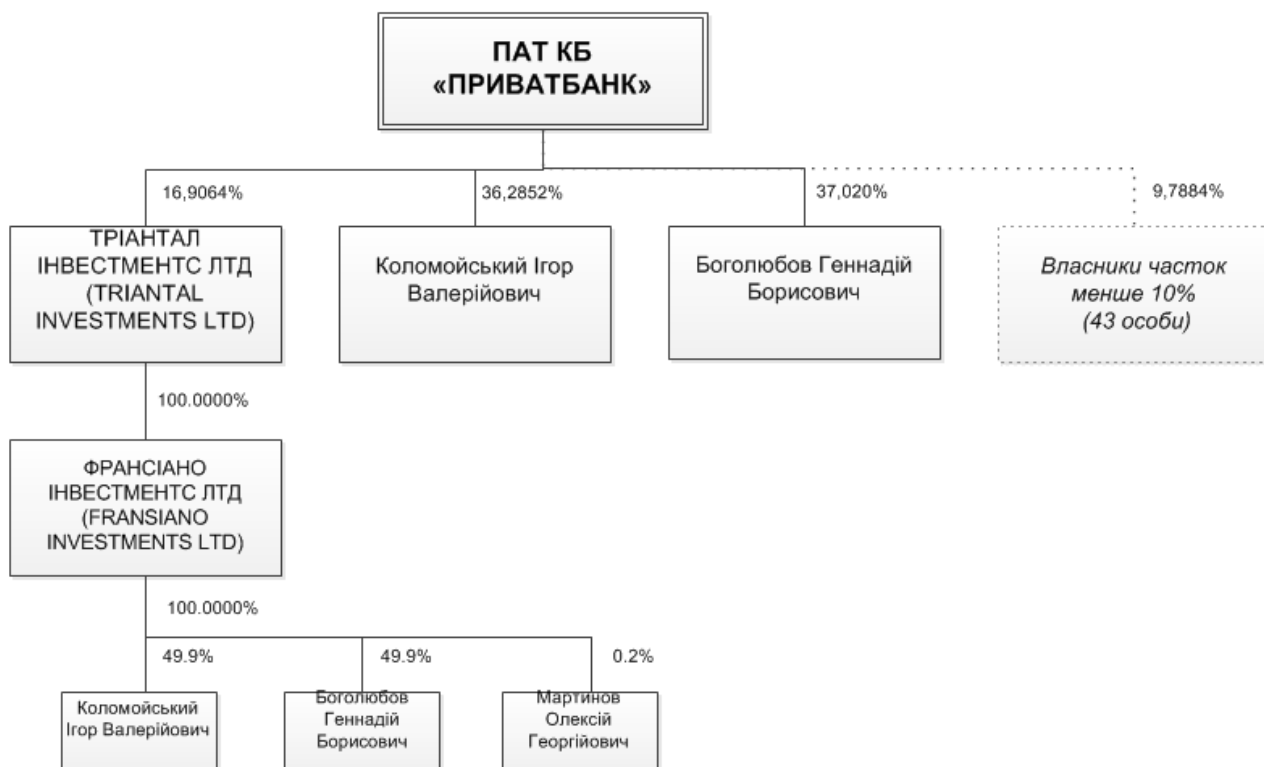 ПАТ КБ
«ПРИВАТБАНК»
16,9064%
36,2852%
37,020%
9,7884%
ТРІАНТАЛ
ІНВЕСТМЕНТС ЛТД
(TRIANTAL
INVESTMENTS LTD)
Коломойський Ігор
Валерійович
Боголюбов Геннадій
Борисович
Власники часток
менше 10%
(43 особи)
100.0000%
ФРАНСІАНО
ІНВЕСТМЕНТС ЛТД
(FRANSIANO
INVESTMENTS LTD)
100.0000%
49.9%
49.9%
0.2%
Коломойський
Ігор Валерійович
Боголюбов
Геннадій
Борисович
Мартинов
Олексій
Георгійович